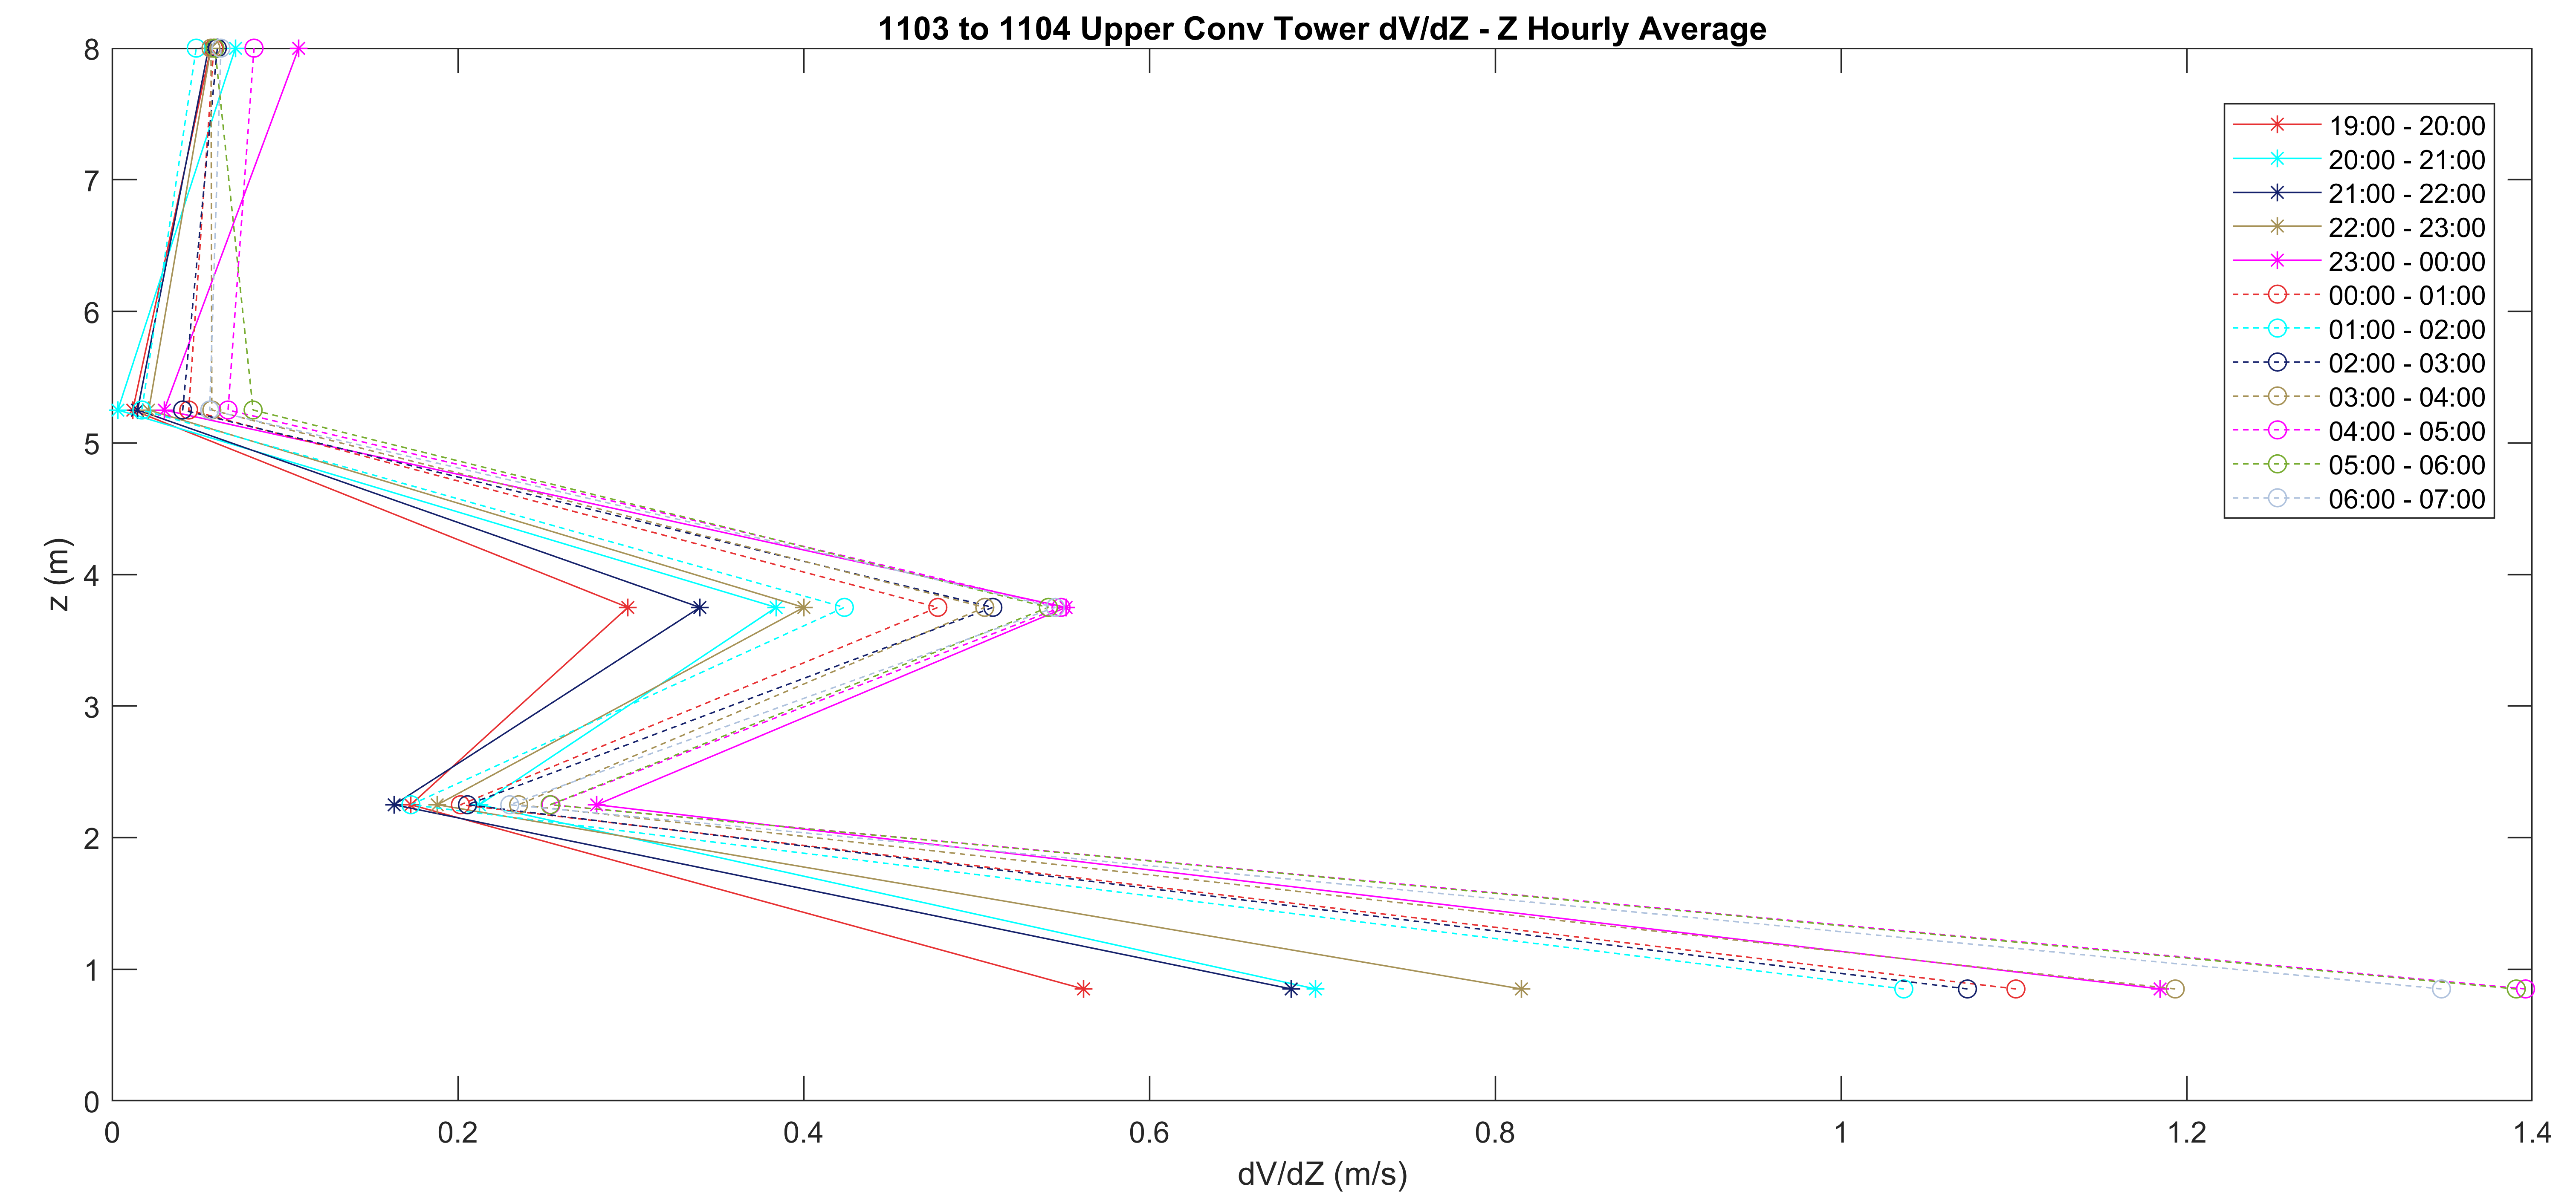 1103 to 1104 Upper Conv Tower dV/dZ - Z Hourly Average
8
7
6
5
4
3
2
1
0
z (m)
19:00 - 20:00
20:00 - 21:00
21:00 - 22:00
22:00 - 23:00
23:00 - 00:00
00:00 - 01:00
01:00 - 02:00
02:00 - 03:00
03:00 - 04:00
04:00 - 05:00
05:00 - 06:00
06:00 - 07:00
0 0.2 0.4 0.6 0.8 1 1.2 1.4
dV/dZ (m/s)